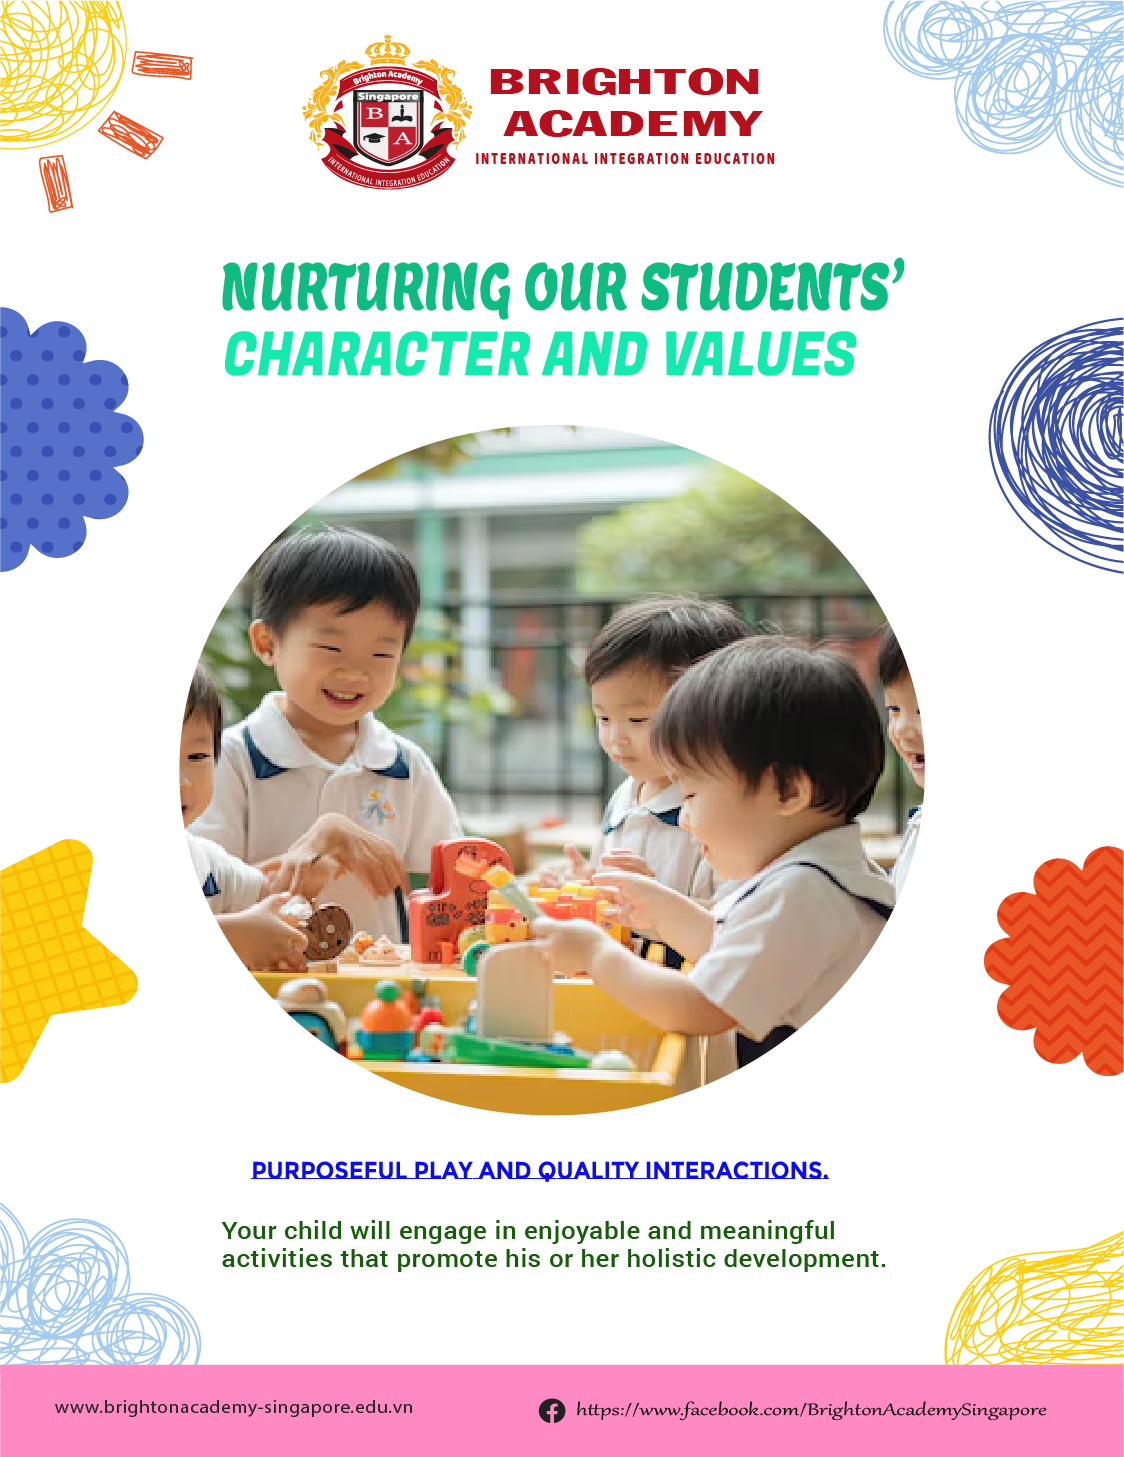 Brighton Academy
Singapore
B
A
INTERNATIONAL INTEGRATION EDUCATION
BRIGHTON
ACADEMY
INTERNATIONAL INTEGRATION EDUCATION
NURTURING OUR STUDENTS’
CHARACTER AND VALUES
PURPOSEFUL PLAY AND QUALITY INTERACTIONS.
Your child will engage in enjoyable and meaningful
activities that promote his or her holistic development.
www.brightonacademy-singapore.edu.vn
https://www.facebook.com/BrightonAcademySingapore